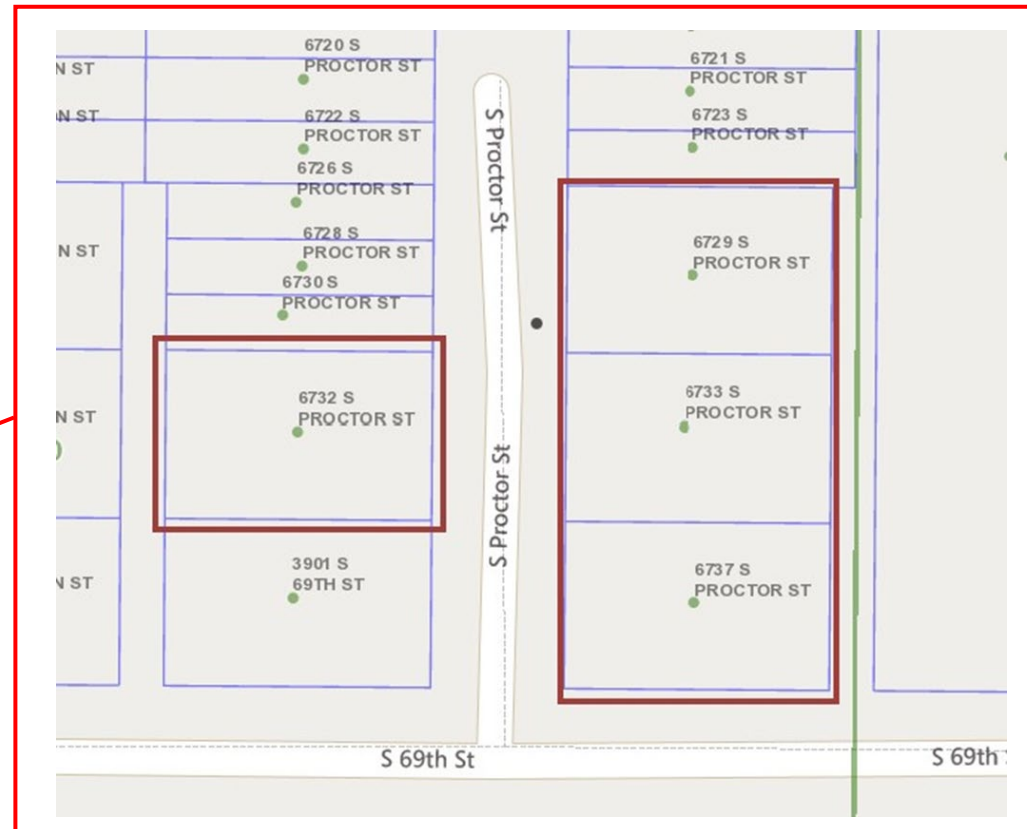 6720 S
PROCTOR ST
N ST
6721 S
PROCTOR ST
N ST
6722 S
PROCTOR ST
6723 S
PROCTOR ST
6726 S
PROCTOR ST
S Proctor St
6728 S
PROCTOR ST
N ST
6729 S
PROCTOR ST
6730 S
PROCTOR ST
6732 S
PROCTOR ST
N ST
6733 S
PROCTOR ST
S Proctor St
3901 S
69TH ST
N ST
6737 S
PROCTOR ST
S 69th St
S 69th